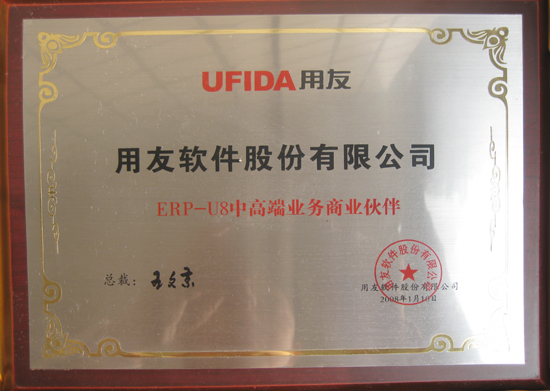 UFIDA用友
用友软件股份有限公司
ERP-U8中高端业务商业伙伴
总裁：王文京
用友软件股份有限公司
用友软件股份有限公司
2008年1月10日